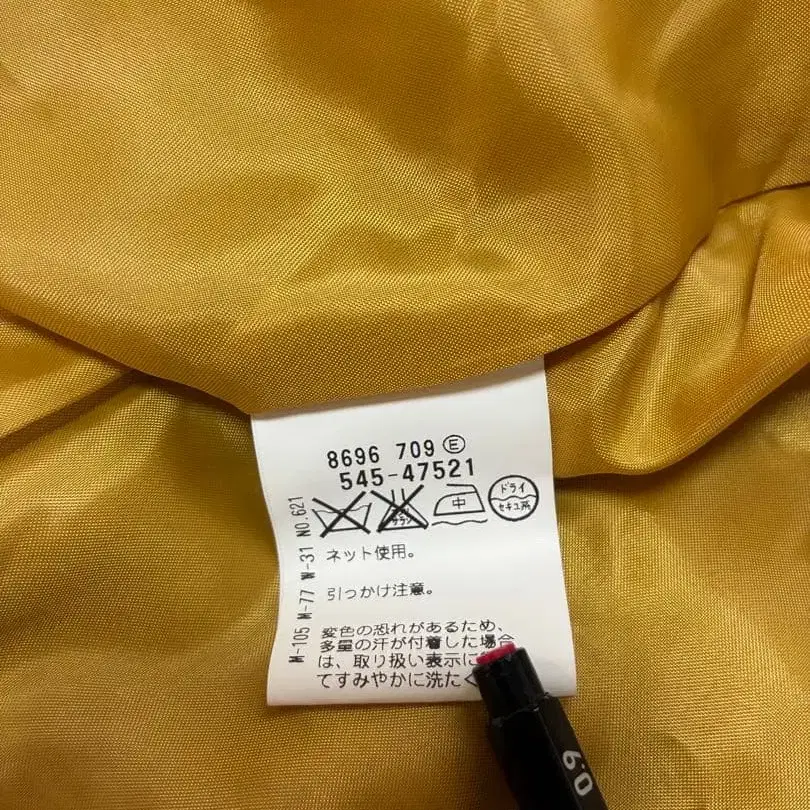 8696 709 Ⓔ
545-47521
中
ドライ
セキユ系
ネット使用。
引っかけ注意。
変色の恐れがあるため、
多量の汗が付着した場合
は、取り扱い表示に
てすみやかに洗たく
M-105 M-77 W-31 NO.621
0.9